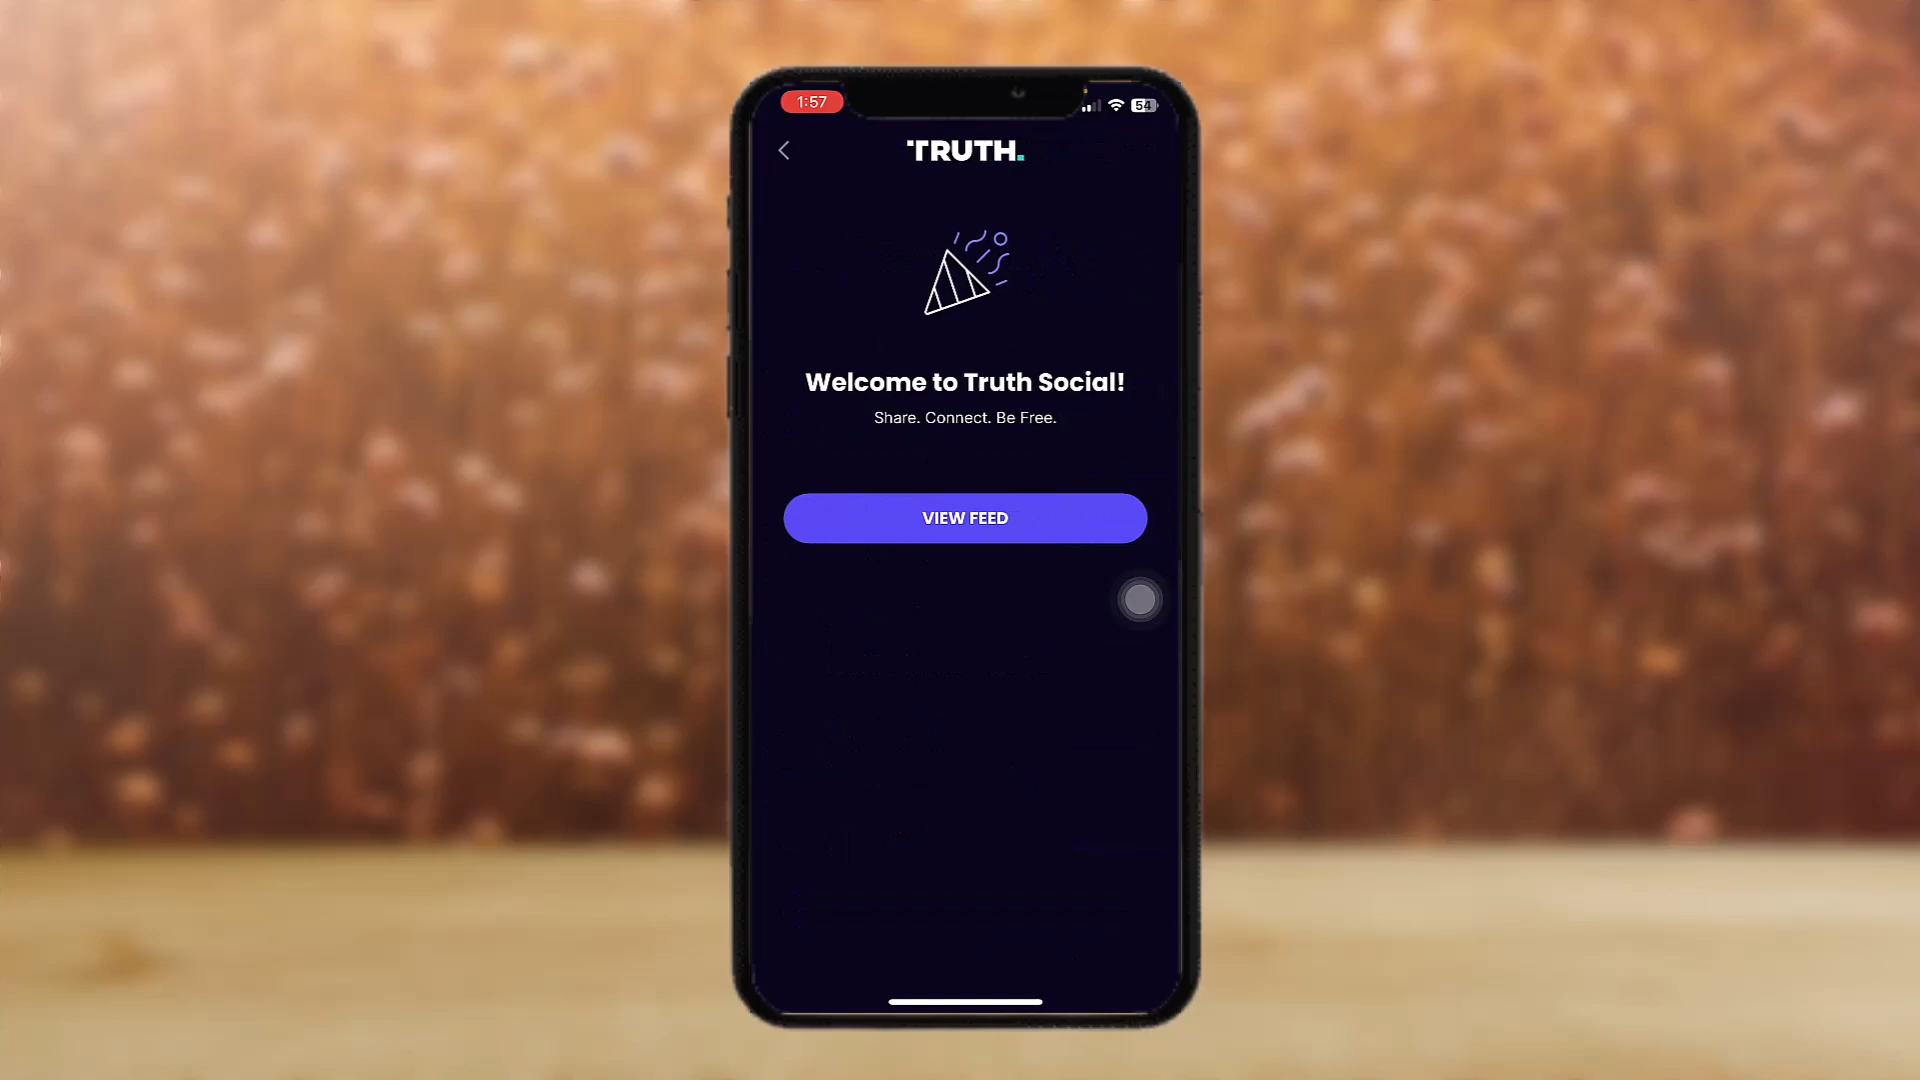 1:57
54
TRUTH.
Welcome to Truth Social!
Share. Connect. Be Free.
VIEW FEED